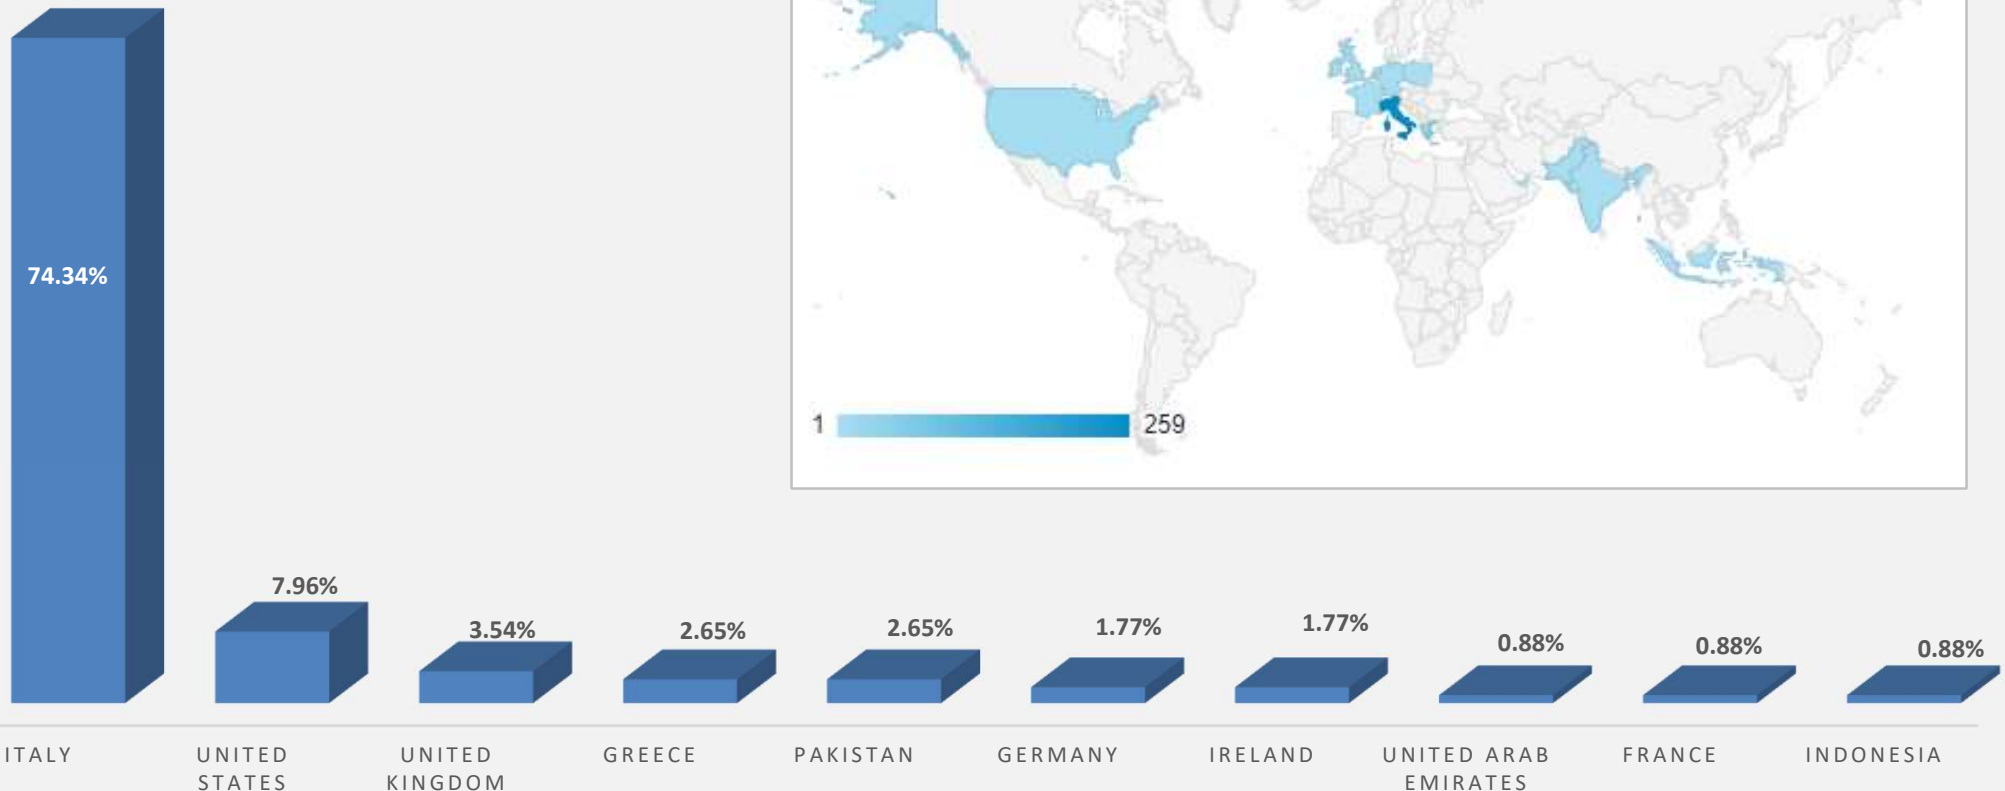 74.34%
1
259
7.96%
3.54%
2.65%
2.65%
1.77%
1.77%
0.88%
0.88%
0.88%
ITALY
UNITED
STATES
UNITED
KINGDOM
GREECE
PAKISTAN
GERMANY
IRELAND
UNITED ARAB
EMIRATES
FRANCE
INDONESIA